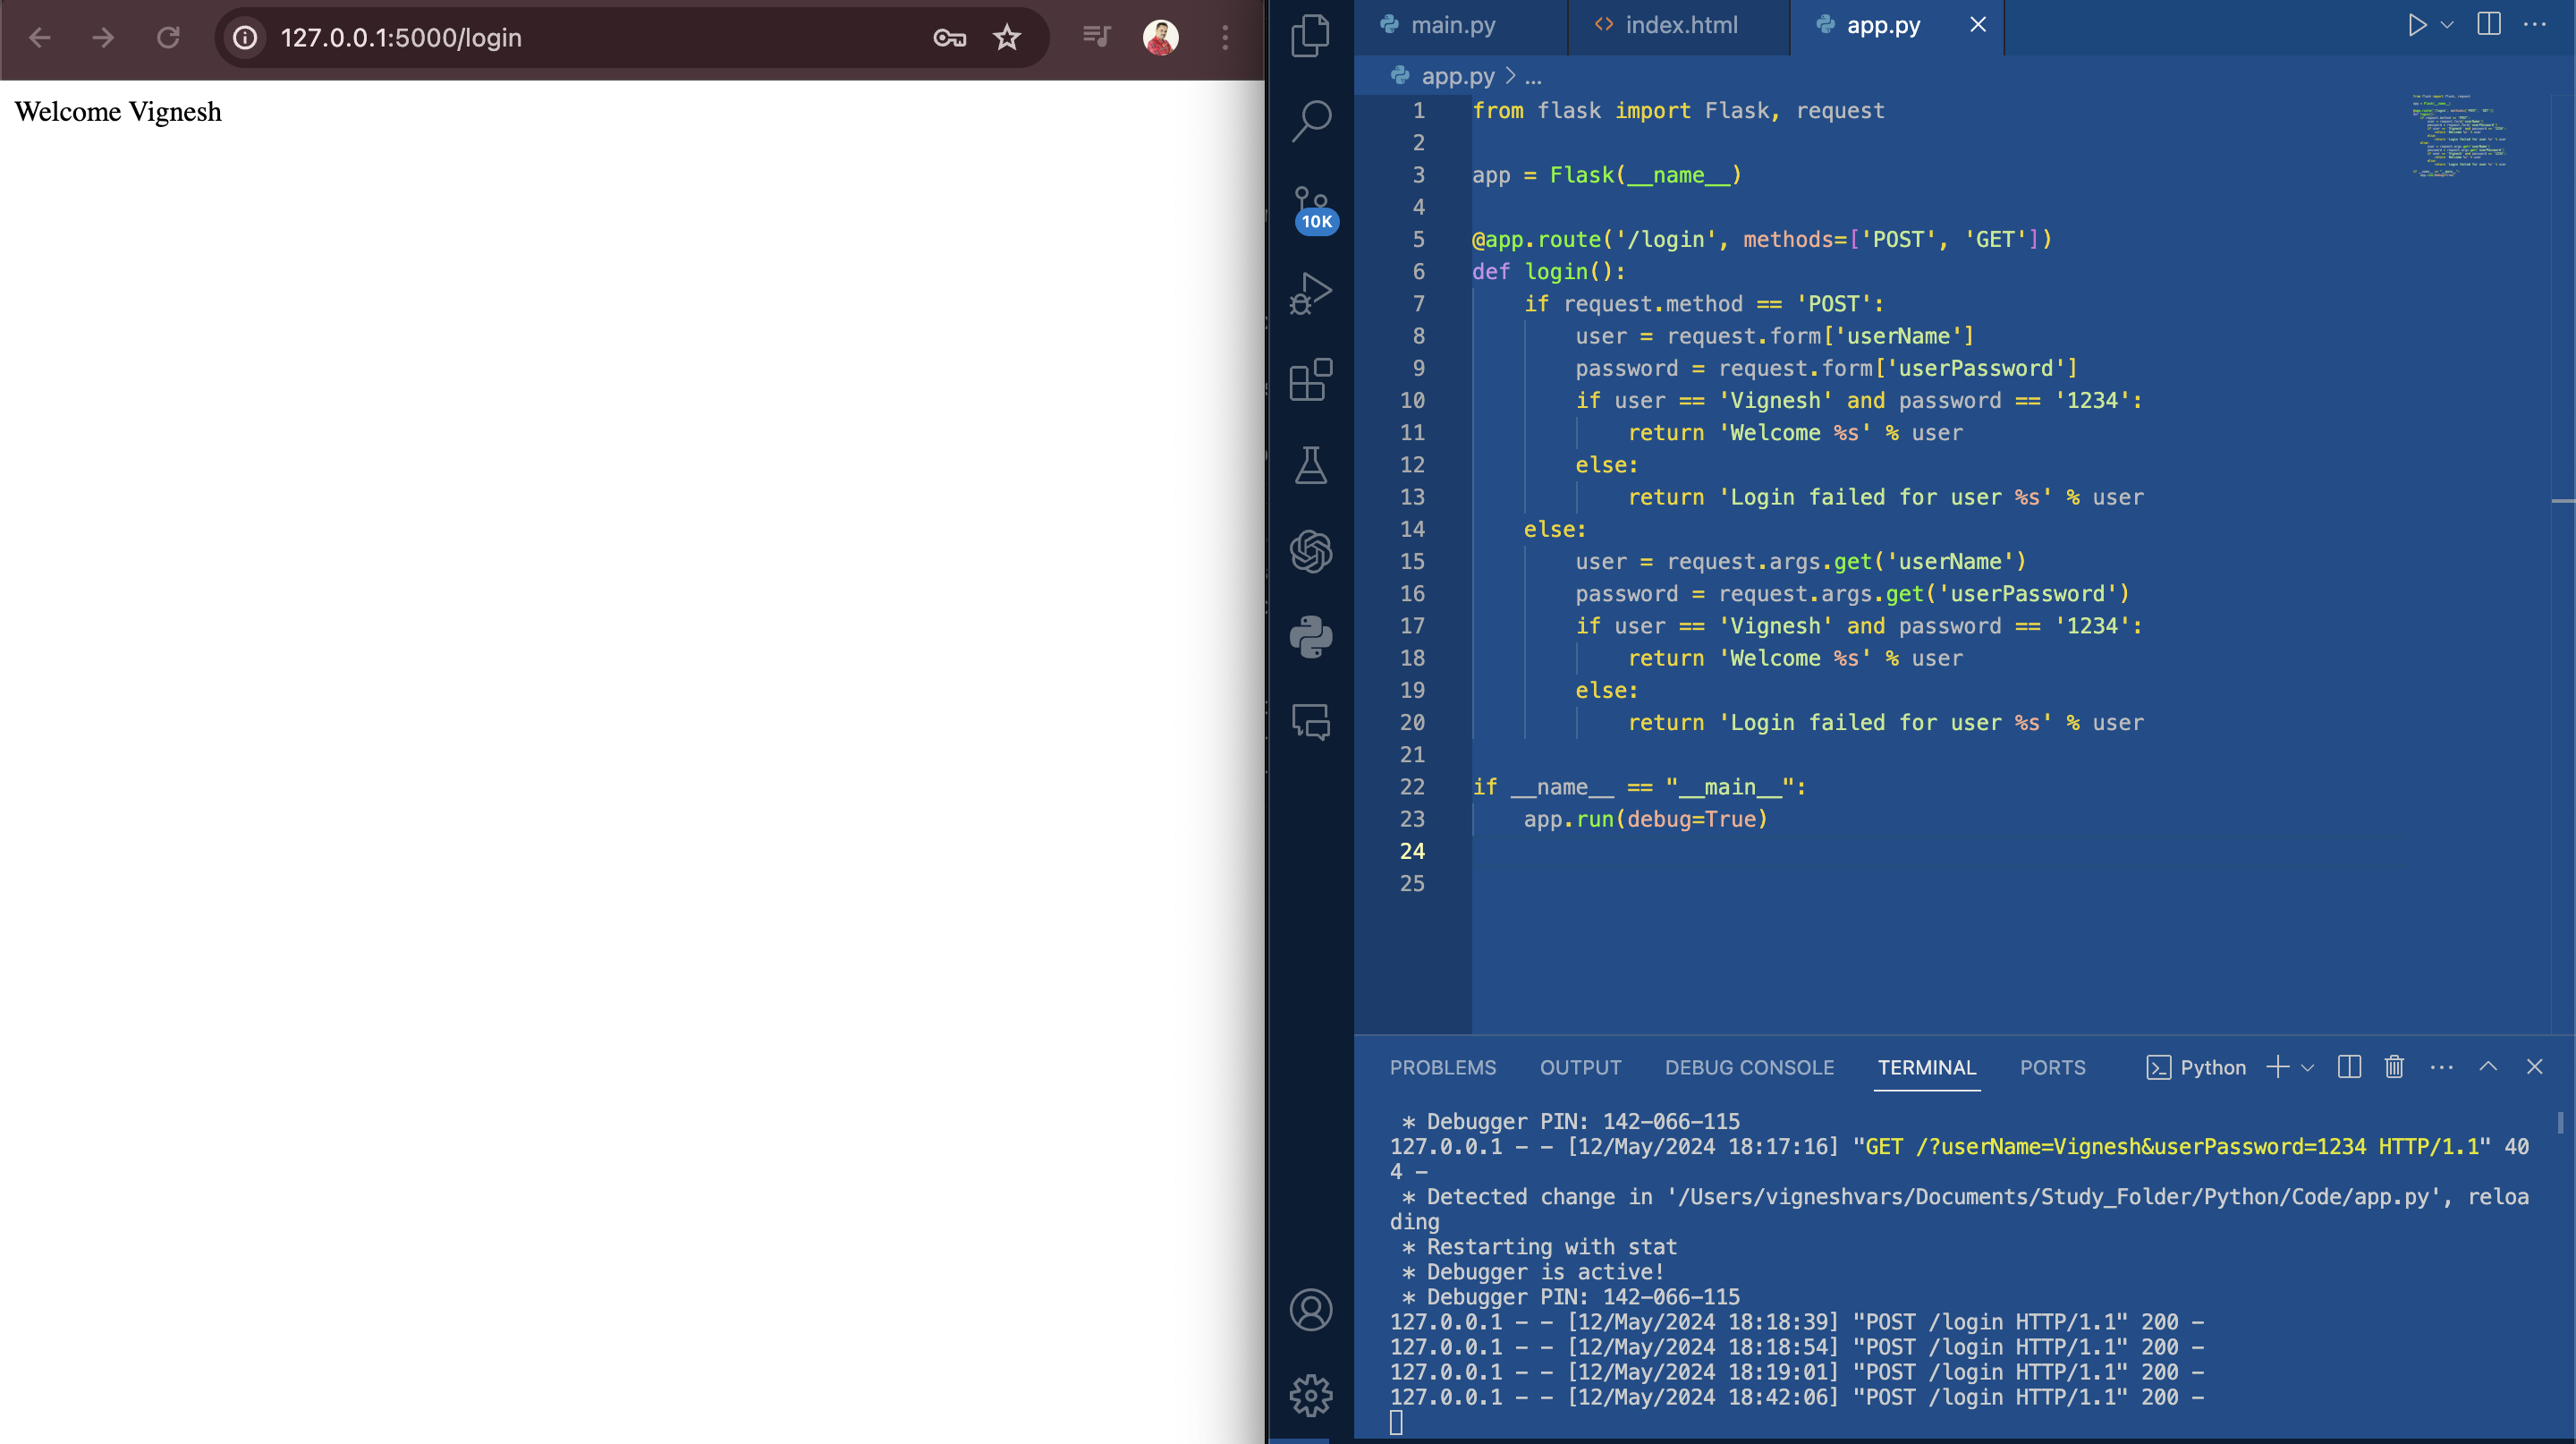 127.0.0.1:5000/login
Welcome Vignesh
main.py
index.html
app.py
app.py > ...
10K
1 from flask import Flask, request
2
3 app = Flask(__name__)
4
5 @app.route('/login', methods=['POST', 'GET'])
6 def login():
7     if request.method == 'POST':
8         user = request.form['userName']
9         password = request.form['userPassword']
10         if user == 'Vignesh' and password == '1234':
11             return 'Welcome %s' % user
12         else:
13             return 'Login failed for user %s' % user
14     else:
15         user = request.args.get('userName')
16         password = request.args.get('userPassword')
17         if user == 'Vignesh' and password == '1234':
18             return 'Welcome %s' % user
19         else:
20             return 'Login failed for user %s' % user
21
22 if __name__ == "__main__":
23     app.run(debug=True)
24
25
PROBLEMS OUTPUT DEBUG CONSOLE TERMINAL PORTS Python
 * Debugger PIN: 142-066-115
127.0.0.1 - - [12/May/2024 18:17:16] "GET /?userName=Vignesh&userPassword=1234 HTTP/1.1" 40
4 -
 * Detected change in '/Users/vigneshvars/Documents/Study_Folder/Python/Code/app.py', reloa
ding
 * Restarting with stat
 * Debugger is active!
 * Debugger PIN: 142-066-115
127.0.0.1 - - [12/May/2024 18:18:39] "POST /login HTTP/1.1" 200 -
127.0.0.1 - - [12/May/2024 18:18:54] "POST /login HTTP/1.1" 200 -
127.0.0.1 - - [12/May/2024 18:19:01] "POST /login HTTP/1.1" 200 -
127.0.0.1 - - [12/May/2024 18:42:06] "POST /login HTTP/1.1" 200 -